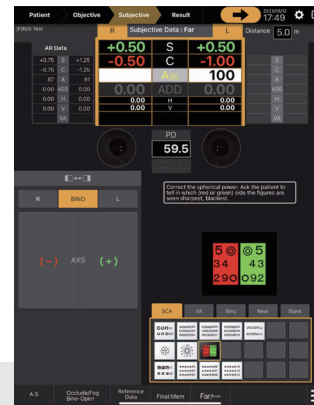 Patient Objective Subjective Result
2021/08/12
17:49
[F]R/G Test
R Subjective Data : Far L
Distance 5.0 m
AR Data
+0.50 S +0.50
-0.50 C -1.00
100
0.00 ADD 0.00
0.00 H 0.00
0.00 V 0.00
+0.75 S +1.25
-0.75 C -1.25
87 A 91
0.00 ADD 0.00
0.00 H 0.00
0.00 V 0.00
VA
S
C
A
ADD
H
V
VA
PD
59.5
Correct the spherical power. Ask the patient to
tell in which (red or green) side the figures are
seen sharpest, blackest.
R BINO L
(-) AXS (+)
5 5
34 43
290 092
SCA VA Bino Near Blank
A:S
Occlude/Fog
Bino-Open
Reference
Data
Final.Mem
Far